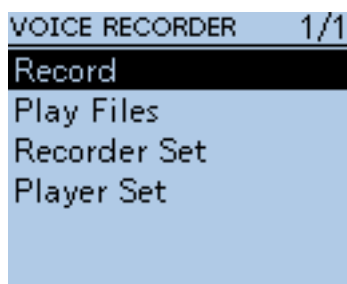 VOICE RECORDER 1/1
Record
Play Files
Recorder Set
Player Set